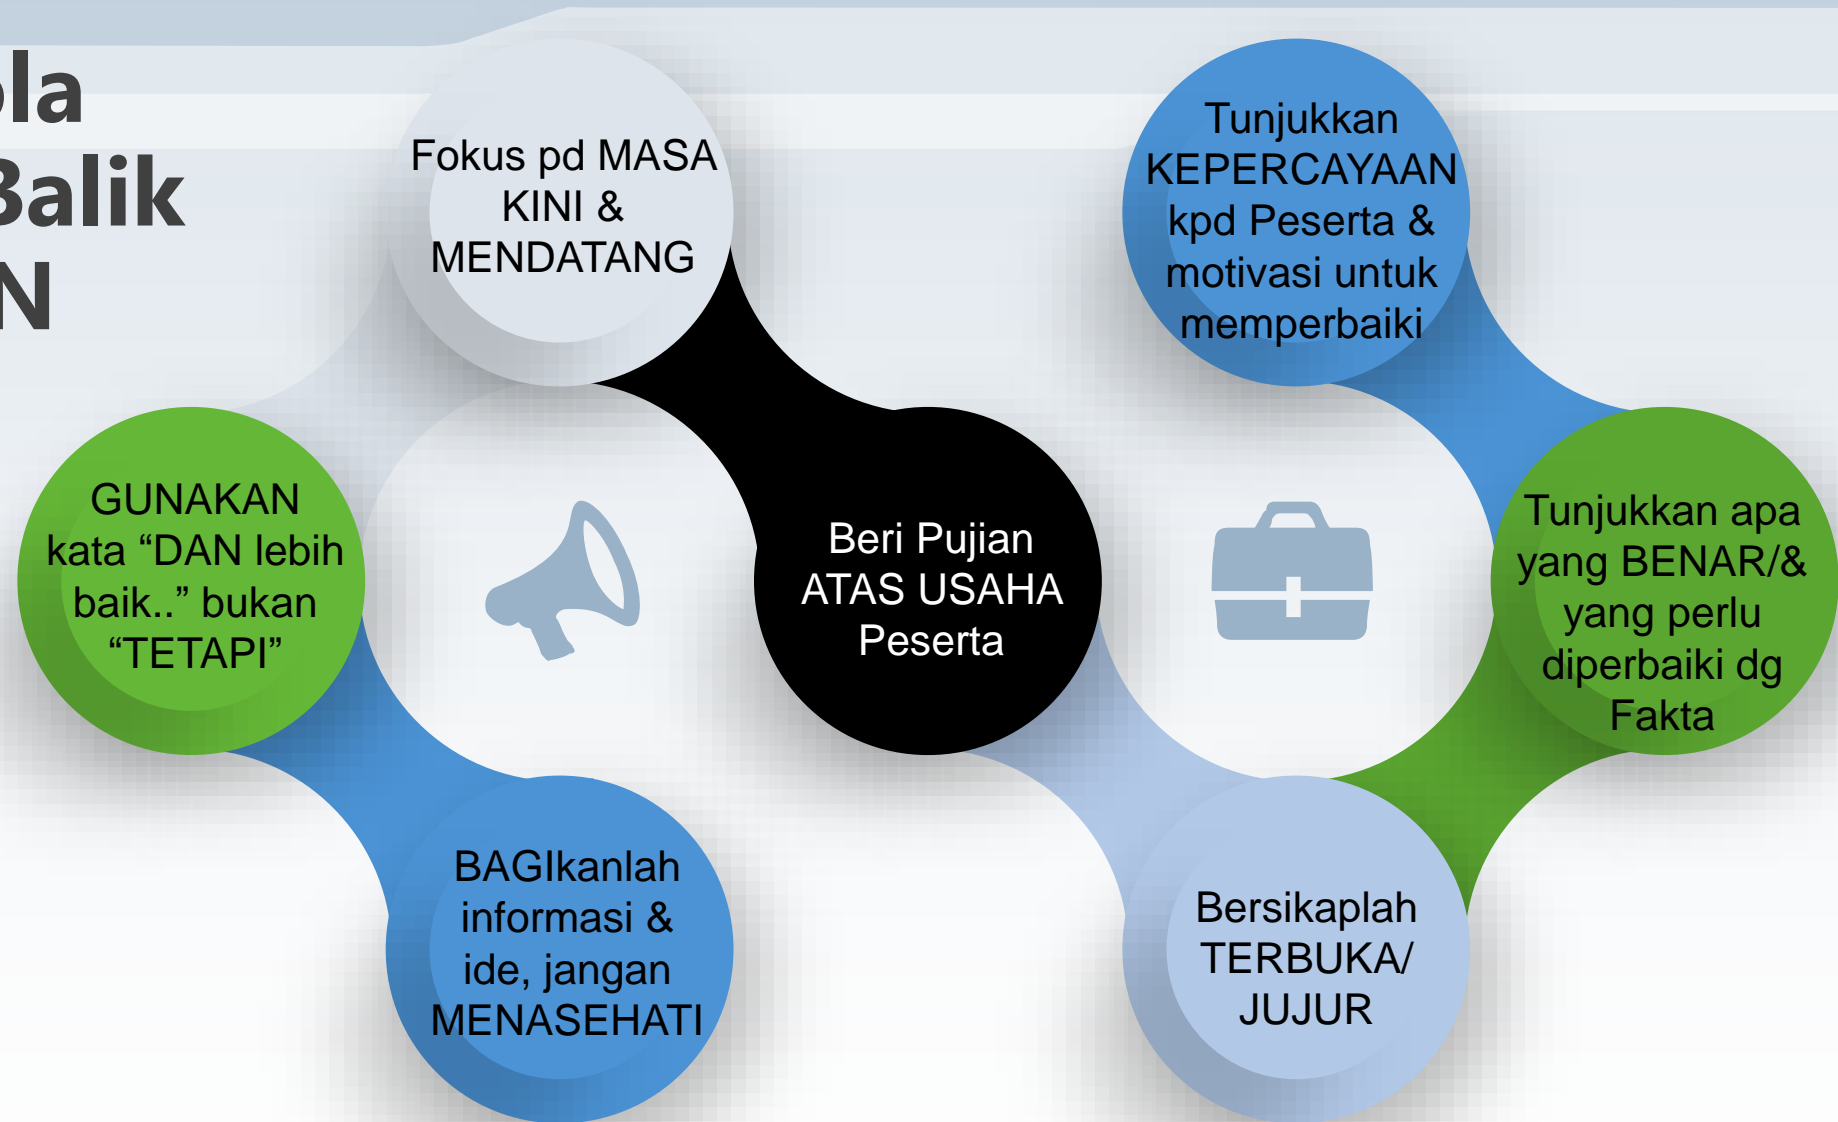 ola
Balik
N
Fokus pd MASA
KINI &
MENDATANG
Tunjukkan
KEPERCAYAAN
kpd Peserta &
motivasi untuk
memperbaiki
GUNAKAN
kata “DAN lebih
baik..” bukan
“TETAPI”
Beri Pujian
ATAS USAHA
Peserta
Tunjukkan apa
yang BENAR/&
yang perlu
diperbaiki dg
Fakta
BAGIkanlah
informasi &
ide, jangan
MENASEHATI
Bersikaplah
TERBUKA/
JUJUR